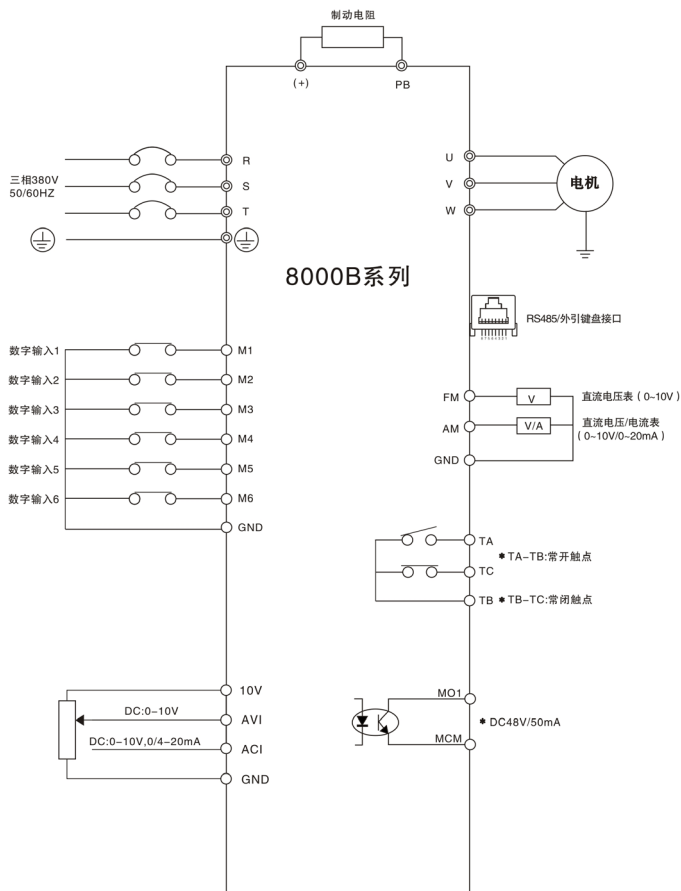 制动电阻
(+)
PB
R
S
T
三相380V
50/60HZ
U
V
W
电机
8000B系列
RS485/外引键盘接口
数字输入1
M1
数字输入2
M2
数字输入3
M3
数字输入4
M4
数字输入5
M5
数字输入6
M6
GND
FM
V
直流电压表（0~10V）
AM
V/A
直流电压/电流表
（0~10V/0~20mA）
GND
TA
* TA-TB:常开触点
TC
TB
* TB-TC:常闭触点
10V
DC:0-10V
AVI
DC:0-10V,0/4-20mA
ACI
GND
MO1
* DC48V/50mA
MCM